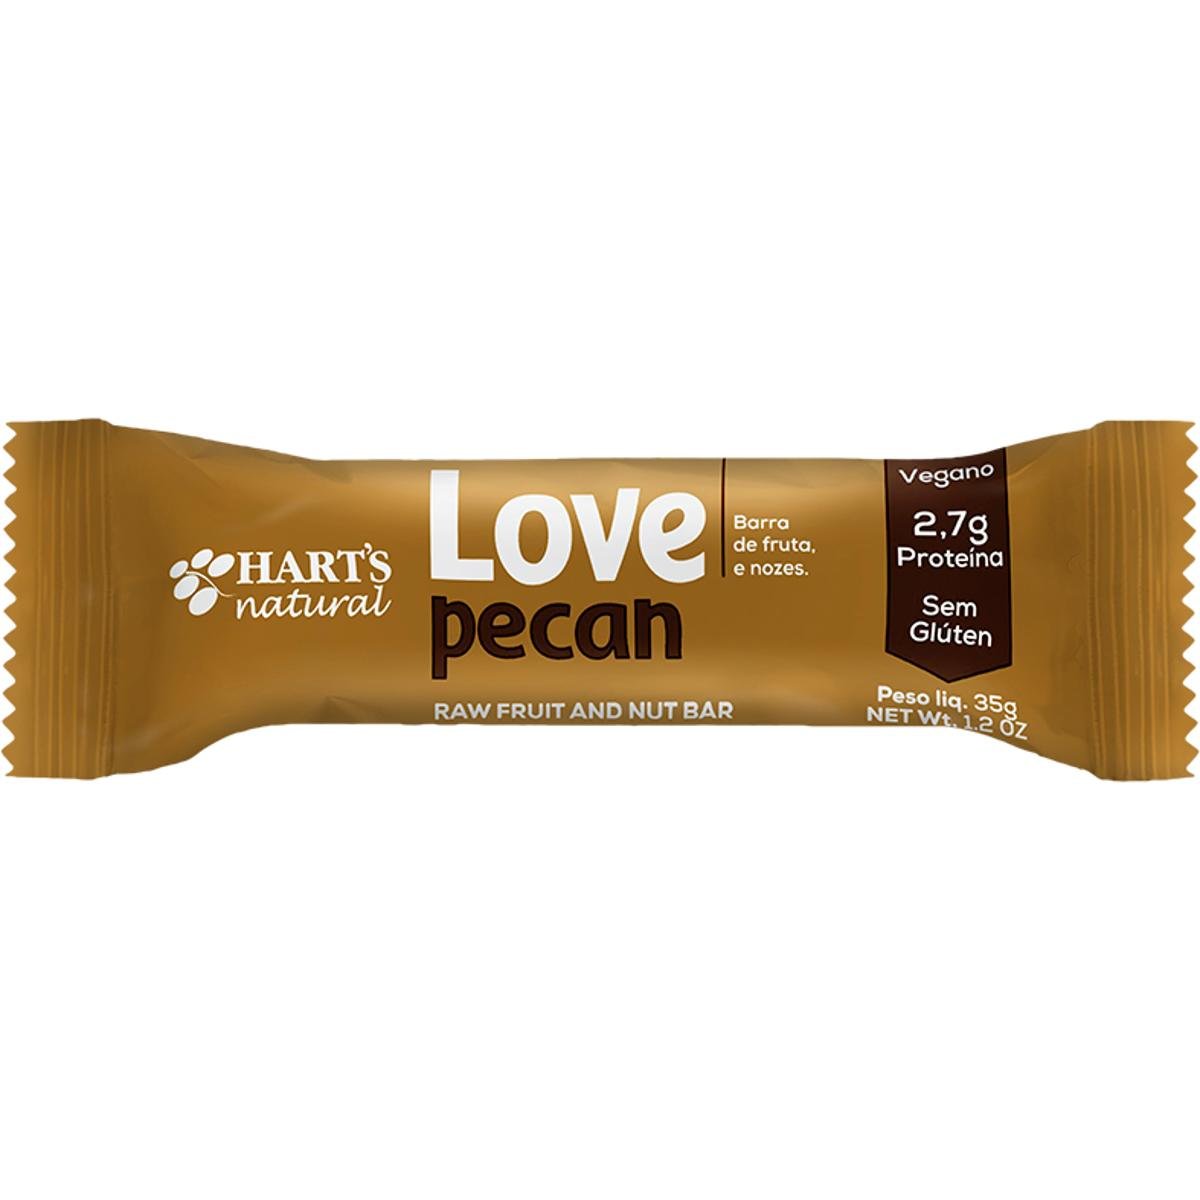 HART'S
natural
Love
pecan
Barra
de fruta,
e nozes.
RAW FRUIT AND NUT BAR
Vegano
2,7g
Proteína
Sem
Glúten
Peso liq. 35g
NET Wt. 1.2 OZ